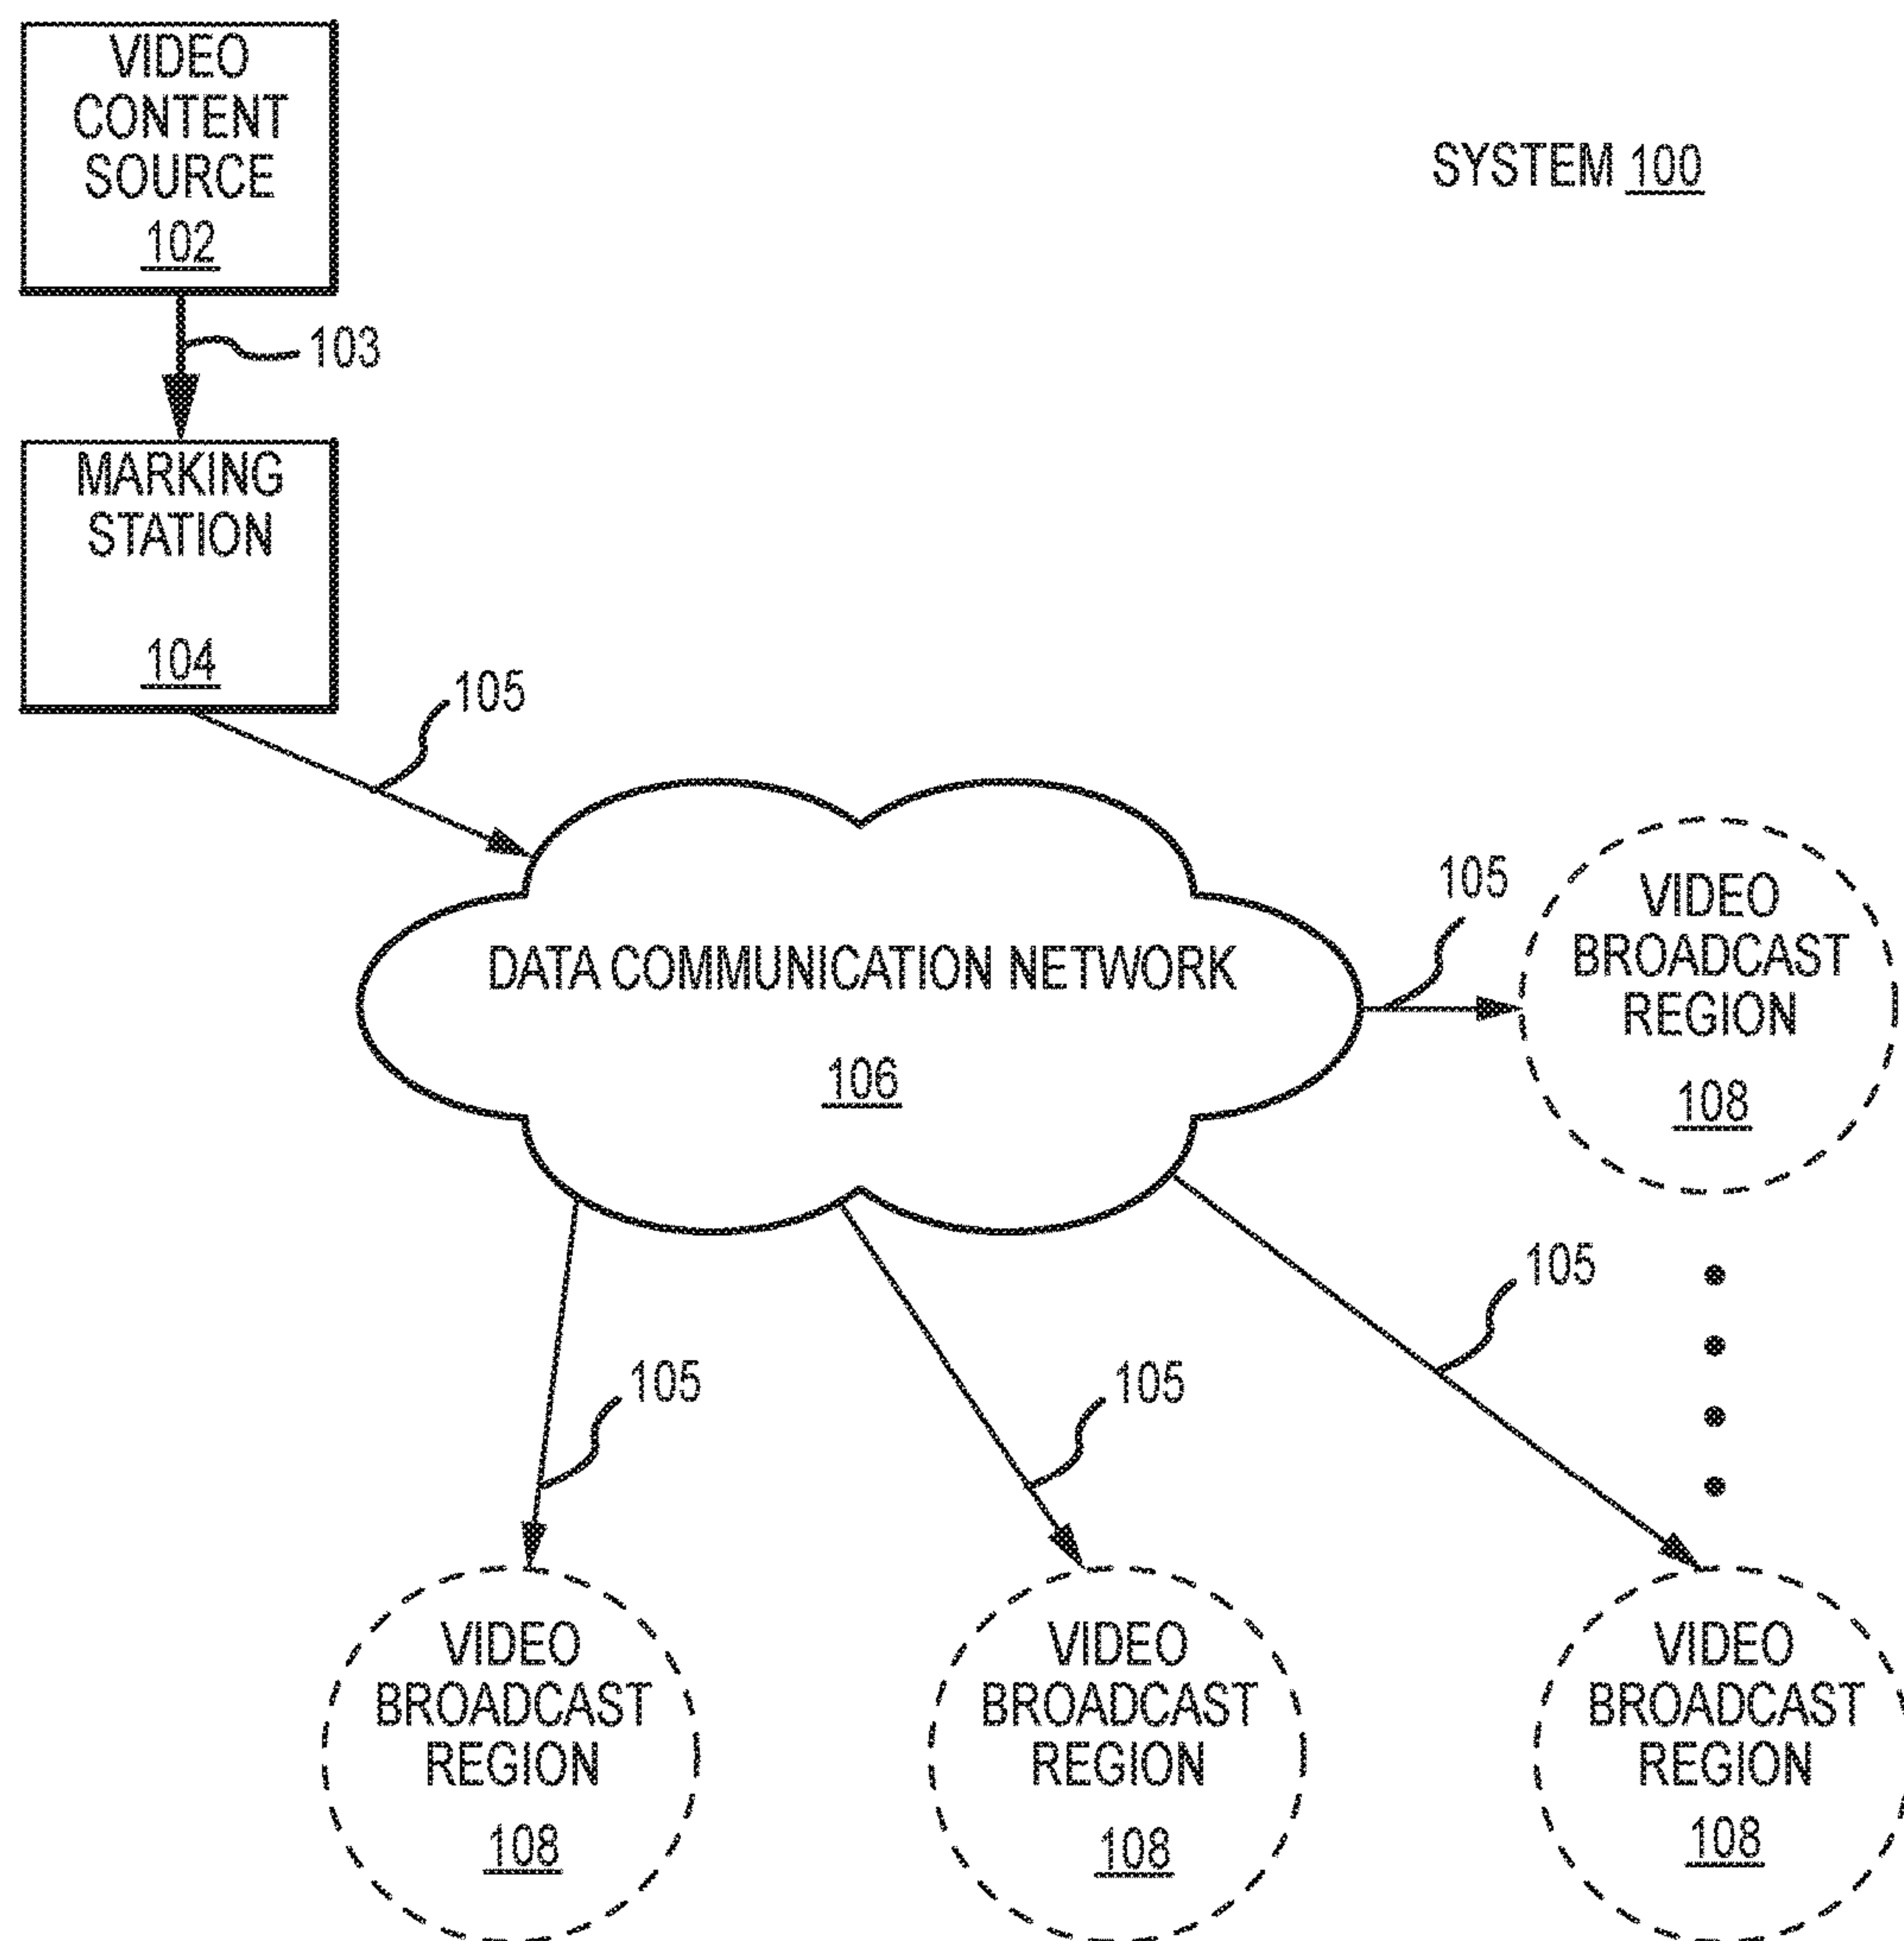 VIDEO
CONTENT
SOURCE
102
SYSTEM 100
103
MARKING
STATION
104
105
DATA COMMUNICATION NETWORK
106
105
VIDEO
BROADCAST
REGION
108
105
105
105
VIDEO
BROADCAST
REGION
108
VIDEO
BROADCAST
REGION
108
VIDEO
BROADCAST
REGION
108